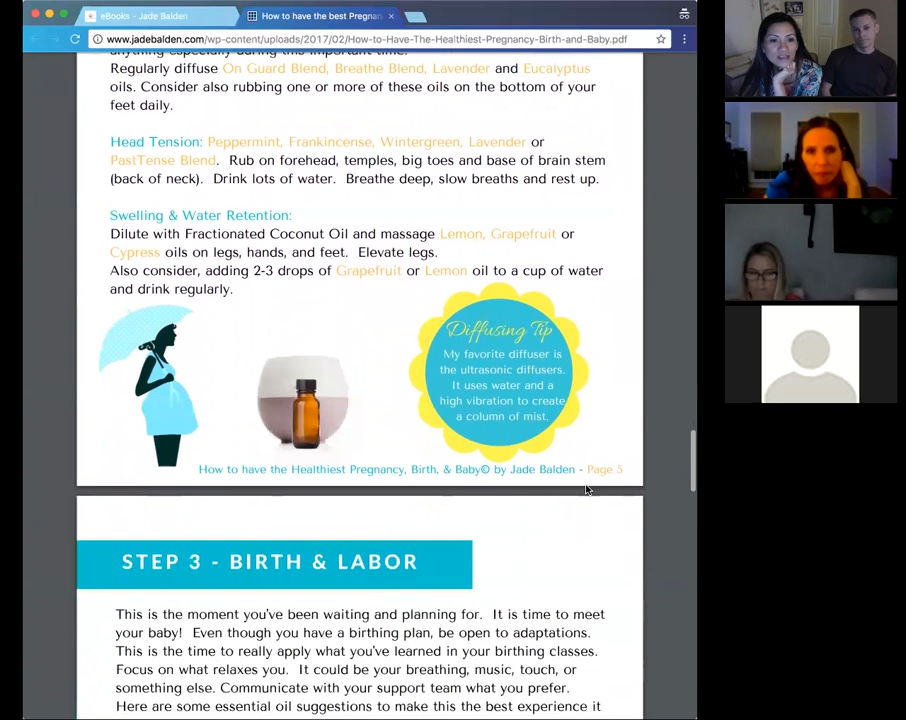 eBooks - Jade Balden
How to have the best Pregnan
www.jadebalden.com/wp-content/uploads/2017/02/How-to-Have-The-Healthiest-Pregnancy-Birth-and-Baby.pdf
anything especially during this important time.
Regularly diffuse On Guard Blend, Breathe Blend, Lavender and Eucalyptus
oils. Consider also rubbing one or more of these oils on the bottom of your
feet daily.
Head Tension: Peppermint, Frankincense, Wintergreen, Lavender or
PastTense Blend. Rub on forehead, temples, big toes and base of brain stem
(back of neck). Drink lots of water. Breathe deep, slow breaths and rest up.
Swelling & Water Retention:
Dilute with Fractionated Coconut Oil and massage Lemon, Grapefruit or
Cypress oils on legs, hands, and feet. Elevate legs.
Also consider, adding 2-3 drops of Grapefruit or Lemon oil to a cup of water
and drink regularly.
Diffusing Tip
My favorite diffuser is
the ultrasonic diffusers.
It uses water and a
high vibration to create
a column of mist.
How to have the Healthiest Pregnancy, Birth, & Baby© by Jade Balden - Page 5
STEP 3 - BIRTH & LABOR
This is the moment you've been waiting and planning for. It is time to meet
your baby! Even though you have a birthing plan, be open to adaptations.
This is the time to really apply what you've learned in your birthing classes.
Focus on what relaxes you. It could be your breathing, music, touch, or
something else. Communicate with your support team what you prefer.
Here are some essential oil suggestions to make this the best experience it